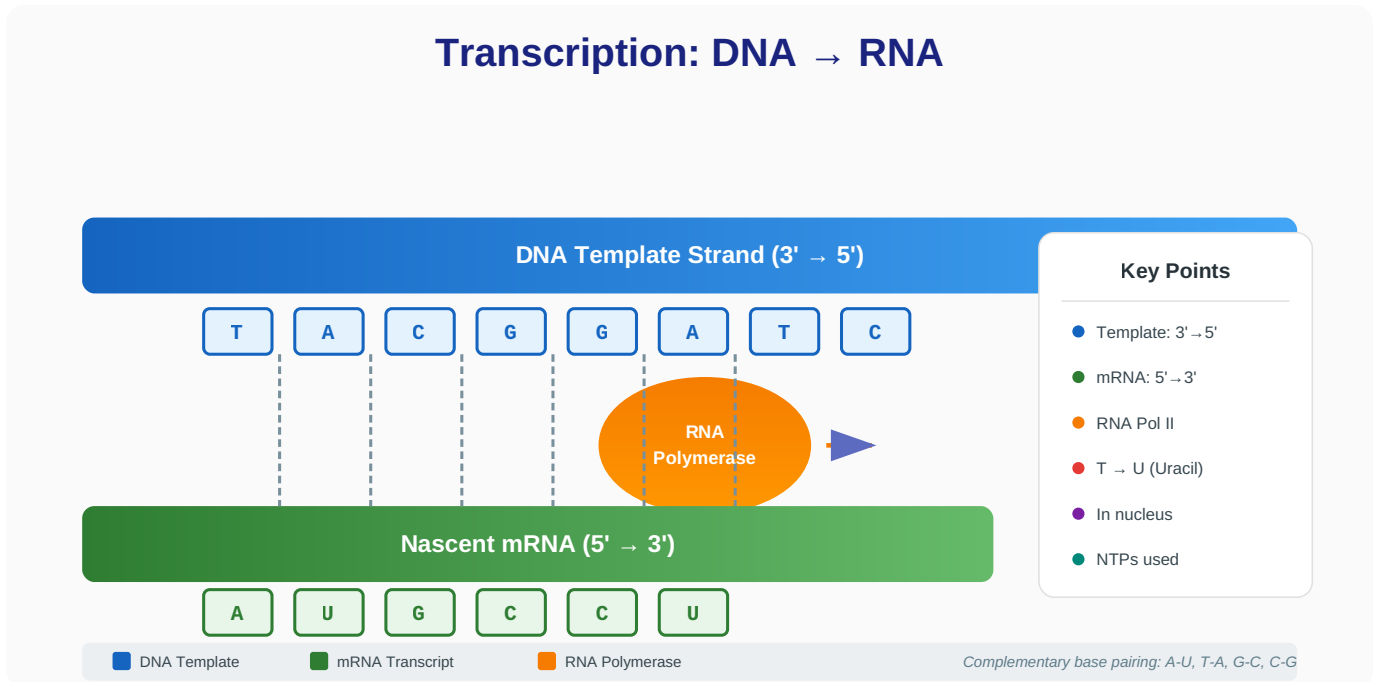 Transcription: DNA → RNA
DNA Template Strand (3' → 5')
T A C G G A T C
RNA
Polymerase
Nascent mRNA (5' → 3')
A U G C C U
Key Points
Template: 3'→5'
mRNA: 5'→3'
RNA Pol II
T → U (Uracil)
In nucleus
NTPs used
DNA Template
mRNA Transcript
RNA Polymerase
Complementary base pairing: A-U, T-A, G-C, C-G